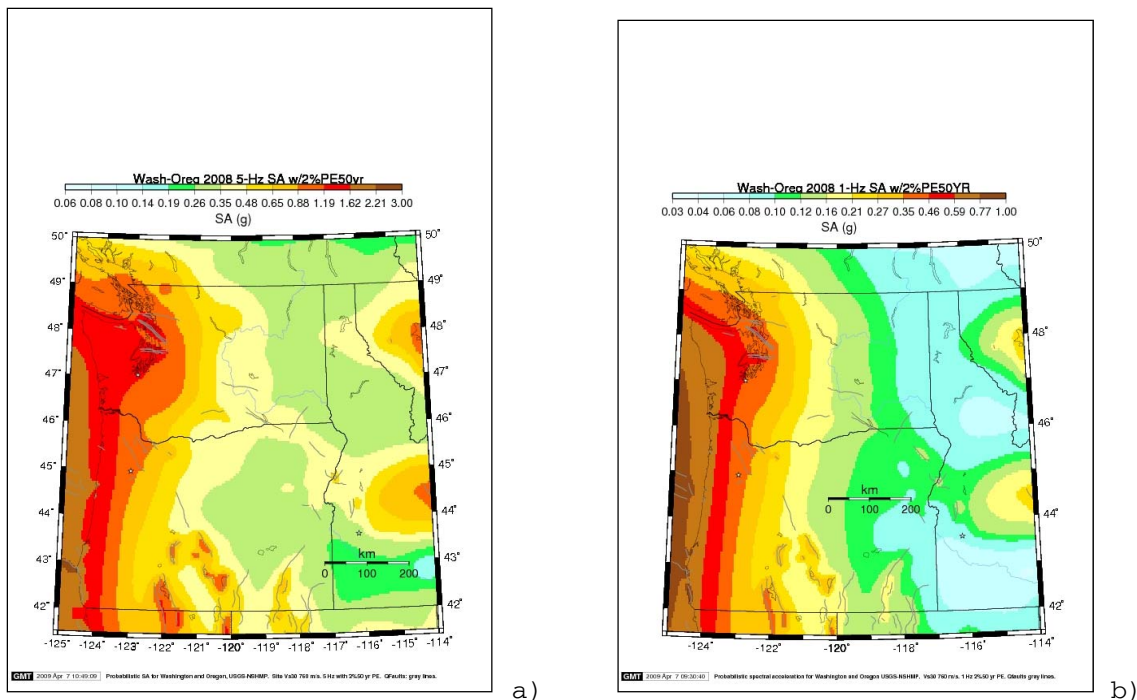 Wash-Oreg 2008 5-Hz SA w/2%PE50yr
0.06 0.08 0.10 0.14 0.19 0.26 0.35 0.48 0.65 0.88 1.19 1.62 2.21 3.00
SA (g)
50° 50°
49° 49°
48° 48°
47° 47°
46° 46°
45° 45°
44° 44°
43° 43°
km
0 100 200
42° 42°
-125° -124° -123° -122° -121° -120° -119° -118° -117° -116° -115° -114°
GMT 2009 Apr 7 10:49:09 Probabilistic SA for Washington and Oregon, USGS-NSHMP. Site Vs30 760 m/s. 5 Hz with 2%50 yr PE. QFaults: gray lines.
a)
Wash-Oreg 2008 1-Hz SA w/2%PE50YR
0.03 0.04 0.06 0.08 0.10 0.12 0.16 0.21 0.27 0.35 0.46 0.59 0.77 1.00
SA (g)
50°
49°
48°
47°
46°
45°
km
0 100 200
44°
43°
42°
-124° -123° -122° -121° -120° -119° -118° -117° -116° -115° -114°
GMT 2009 Apr 7 09:30:40 Probabilistic spectral acceleration for Washington and Oregon USGS-NSHMP. Vs30 760 m/s. 1 Hz 2%50 yr PE. Qfaults gray lines.
b)